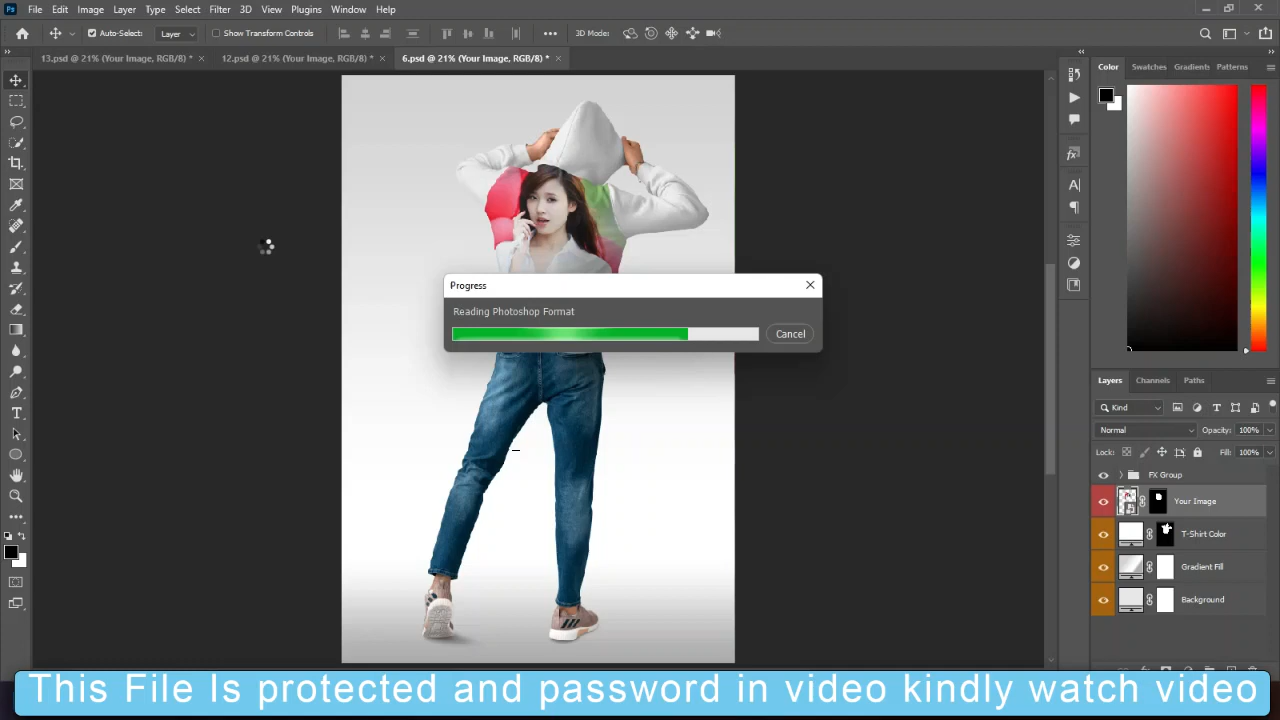 Ps File Edit Image Layer Type Select Filter 3D View Plugins Window Help
Auto-Select: Layer Show Transform Controls 3D Mode:
13.psd @ 21% (Your Image, RGB/8) * × 12.psd @ 21% (Your Image, RGB/8) * × 6.psd @ 21% (Your Image, RGB/8) * ×
Color Swatches Gradients Patterns
Progress
Reading Photoshop Format
Cancel
Layers Channels Paths
Kind
Normal Opacity: 100%
Lock: Fill: 100%
FX Group
Your Image
T-Shirt Color
Gradient Fill
Background
This File Is protected and password in video kindly watch video